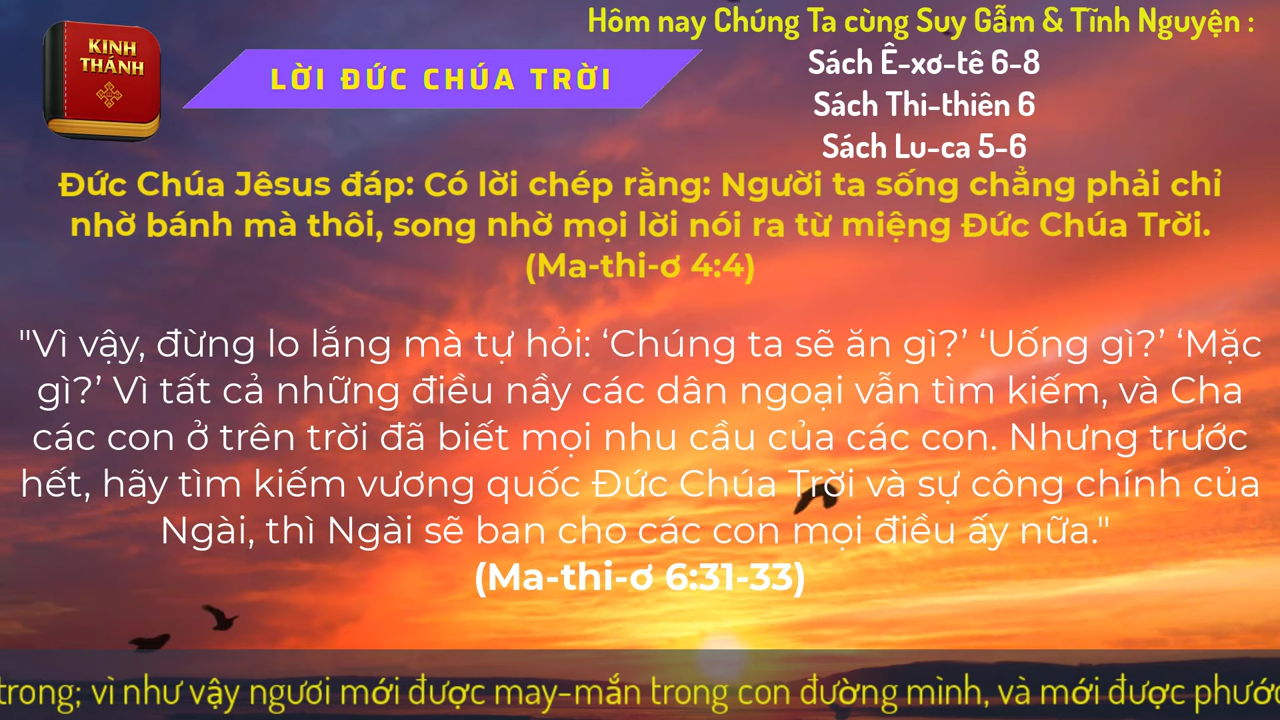 Hôm nay Chúng Ta cùng Suy Gẫm & Tĩnh Nguyện :
KINH
THÁNH
LỜI ĐỨC CHÚA TRỜI
Sách Ê-xơ-tê 6-8
Sách Thi-thiên 6
Sách Lu-ca 5-6
Đức Chúa Jêsus đáp: Có lời chép rằng: Người ta sống chẳng phải chỉ
nhờ bánh mà thôi, song nhờ mọi lời nói ra từ miệng Đức Chúa Trời.
(Ma-thi-ơ 4:4)
"Vì vậy, đừng lo lắng mà tự hỏi: ‘Chúng ta sẽ ăn gì?’ ‘Uống gì?’ ‘Mặc
gì?’ Vì tất cả những điều nầy các dân ngoại vẫn tìm kiếm, và Cha
các con ở trên trời đã biết mọi nhu cầu của các con. Nhưng trước
hết, hãy tìm kiếm vương quốc Đức Chúa Trời và sự công chính của
Ngài, thì Ngài sẽ ban cho các con mọi điều ấy nữa."
(Ma-thi-ơ 6:31-33)
trong; vì như vậy ngươi mới được may-mắn trong con đường mình, và mới được phước